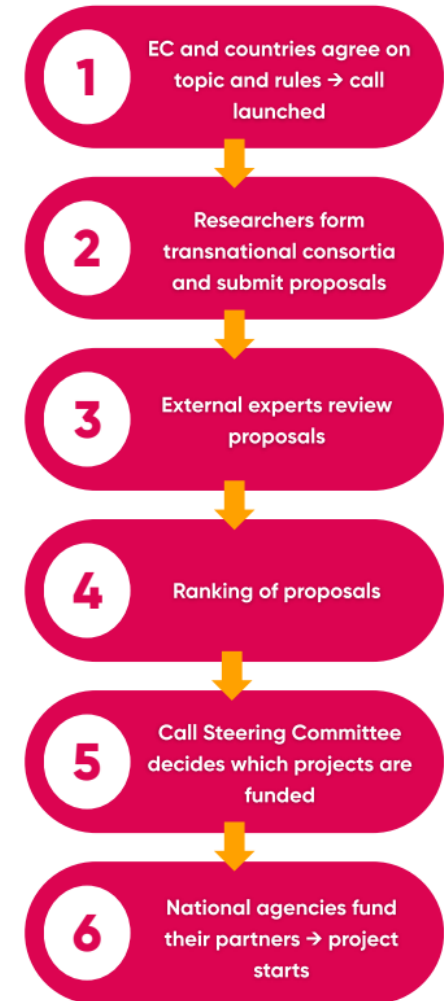 1
EC and countries agree on
topic and rules → call
launched
2
Researchers form
transnational consortia
and submit proposals
3
External experts review
proposals
4
Ranking of proposals
5
Call Steering Committee
decides which projects are
funded
6
National agencies fund
their partners → project
starts